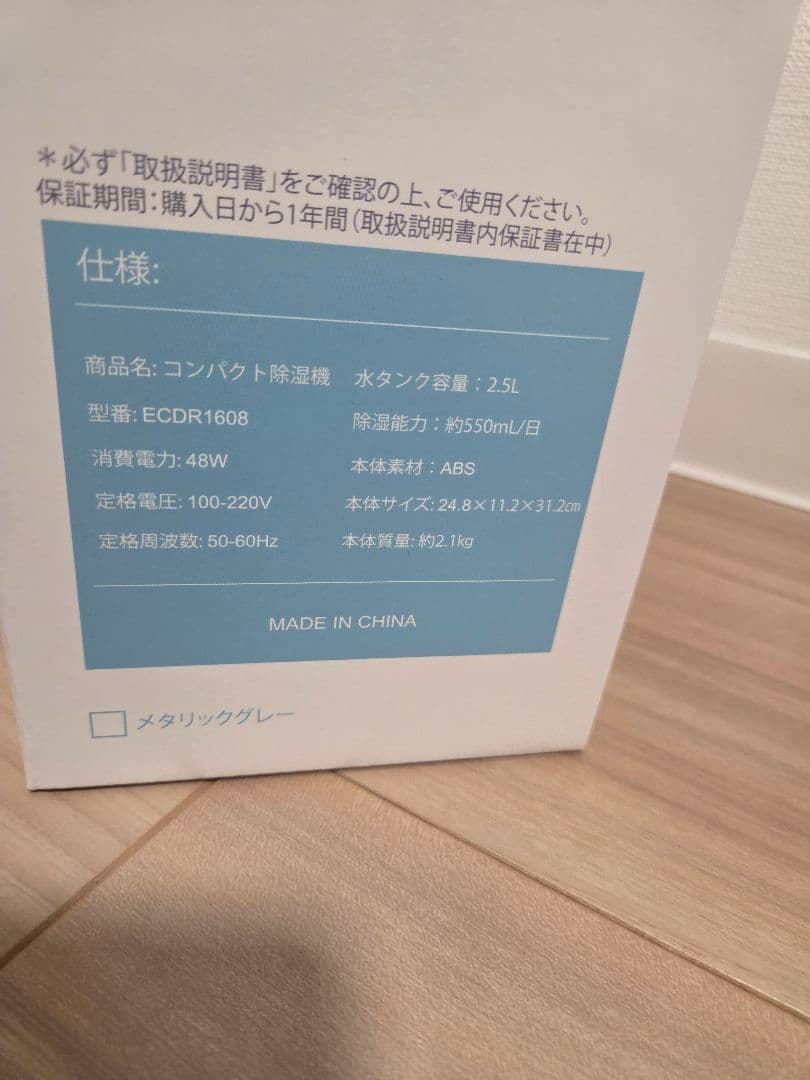 ＊必ず「取扱説明書」をご確認の上、ご使用ください。
保証期間：購入日から1年間（取扱説明書内保証書在中）
仕様:
商品名: コンパクト除湿機
水タンク容量：2.5L
型番: ECDR1608
除湿能力：約550mL/日
消費電力: 48W
本体素材：ABS
定格電圧: 100-220V
本体サイズ: 24.8×11.2×31.2㎝
定格周波数: 50-60Hz
本体質量: 約2.1kg
MADE IN CHINA
メタリックグレー